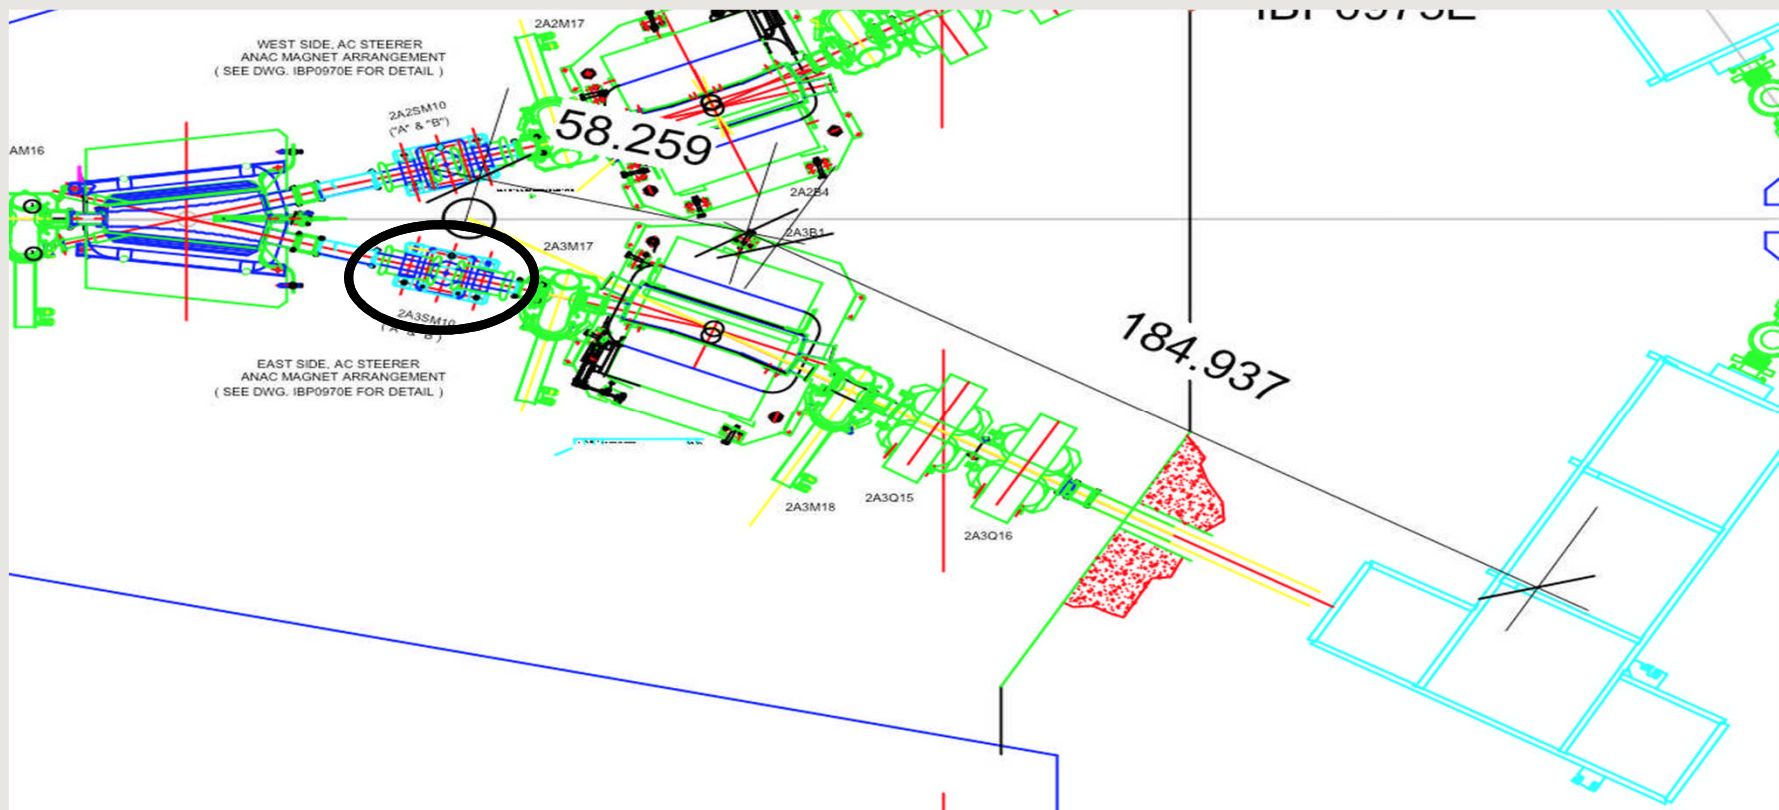 2A2M17
WEST SIDE, AC STEERER
ANAC MAGNET ARRANGEMENT
( SEE DWG. IBP0970E FOR DETAIL )
2A2SM10
("A" & "B")
58.259
AM16
2A2B4
2A3B1
2A3M17
2A3SM10
("A" & "B")
184.937
EAST SIDE, AC STEERER
ANAC MAGNET ARRANGEMENT
( SEE DWG. IBP0970E FOR DETAIL )
2A3M18
2A3Q15
2A3Q16